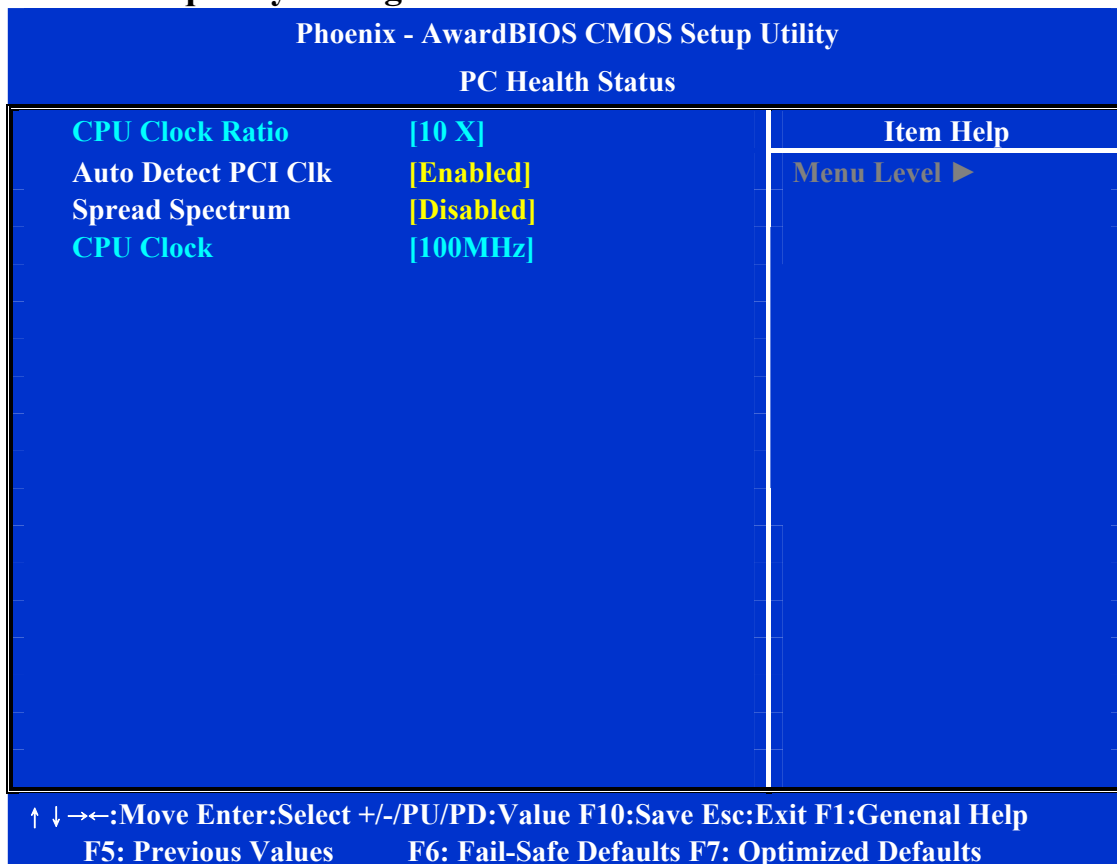 Phoenix - AwardBIOS CMOS Setup Utility
PC Health Status
CPU Clock Ratio [10 X]
Auto Detect PCI Clk [Enabled]
Spread Spectrum [Disabled]
CPU Clock [100MHz]
Item Help
Menu Level ►
↑↓→←:Move Enter:Select +/-/PU/PD:Value F10:Save Esc:Exit F1:Genenal Help
F5: Previous Values F6: Fail-Safe Defaults F7: Optimized Defaults